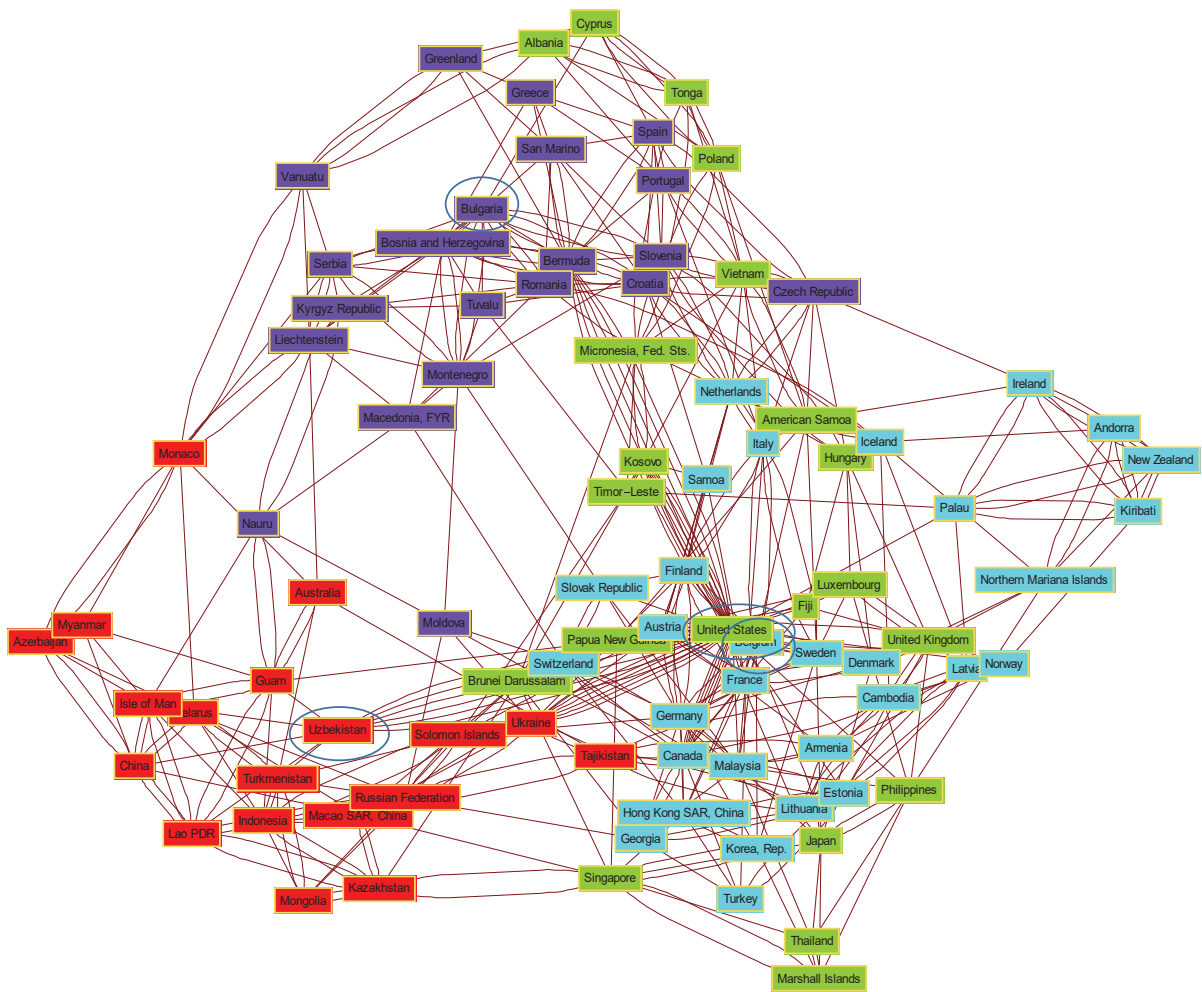 Cyprus
Albania
Greenland
Greece
Tonga
Spain
San Marino
Poland
Vanuatu
Portugal
Bulgaria
Bosnia and Herzegovina
Serbia
Bermuda
Slovenia
Vietnam
Romania
Croatia
Czech Republic
Kyrgyz Republic
Tuvalu
Liechtenstein
Micronesia, Fed. Sts.
Montenegro
Netherlands
Ireland
Macedonia, FYR
American Samoa
Andorra
Italy
Iceland
Monaco
Kosovo
Hungary
New Zealand
Samoa
Timor–Leste
Palau
Kiribati
Nauru
Finland
Northern Mariana Islands
Slovak Republic
Luxembourg
Australia
Fiji
Moldova
Austria
United States
Myanmar
Azerbaijan
Papua New Guinea
Belgium
United Kingdom
Sweden
Switzerland
Denmark
Latvia
Norway
Guam
Brunei Darussalam
France
Cambodia
Isle of Man
Belarus
Uzbekistan
Solomon Islands
Ukraine
Germany
Armenia
China
Tajikistan
Canada
Malaysia
Turkmenistan
Philippines
Russian Federation
Estonia
Lithuania
Indonesia
Macao SAR, China
Hong Kong SAR, China
Lao PDR
Georgia
Korea, Rep.
Japan
Singapore
Kazakhstan
Mongolia
Turkey
Thailand
Marshall Islands